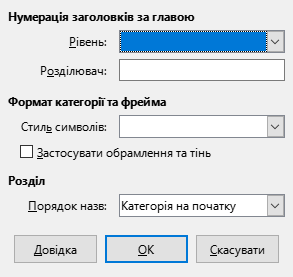 Нумерація заголовків за главою
Рівень:
Розділювач:
Формат категорії та фрейма
Стиль символів:
Застосувати обрамлення та тінь
Розділ
Порядок назв: Категорія на початку
Довідка ОК Скасувати